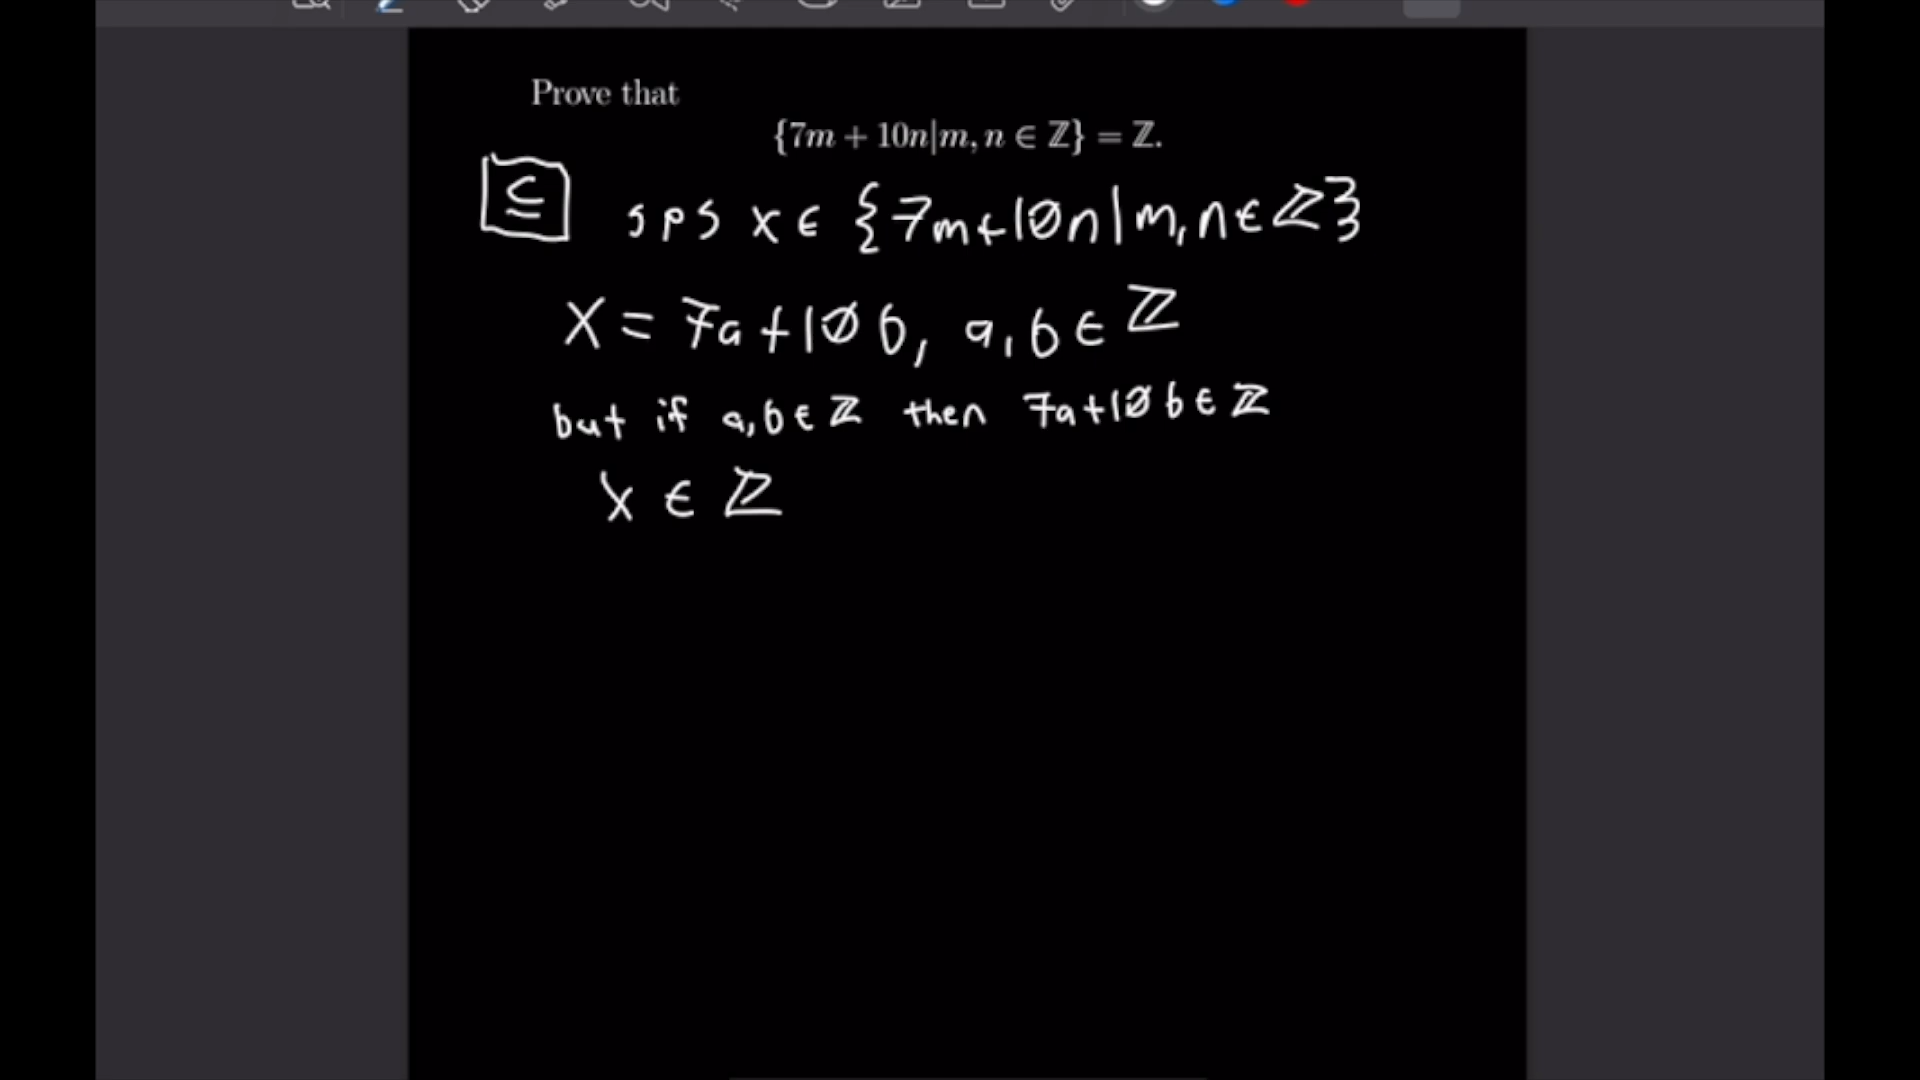 Prove that
{7m + 10n|m, n ∈ ℤ} = ℤ.
⊆ sps x ∈ {7m+10n|m,n∈ℤ}
x = 7a+10b, a,b ∈ ℤ
but if a,b ∈ ℤ then 7a+10b ∈ ℤ
x ∈ ℤ